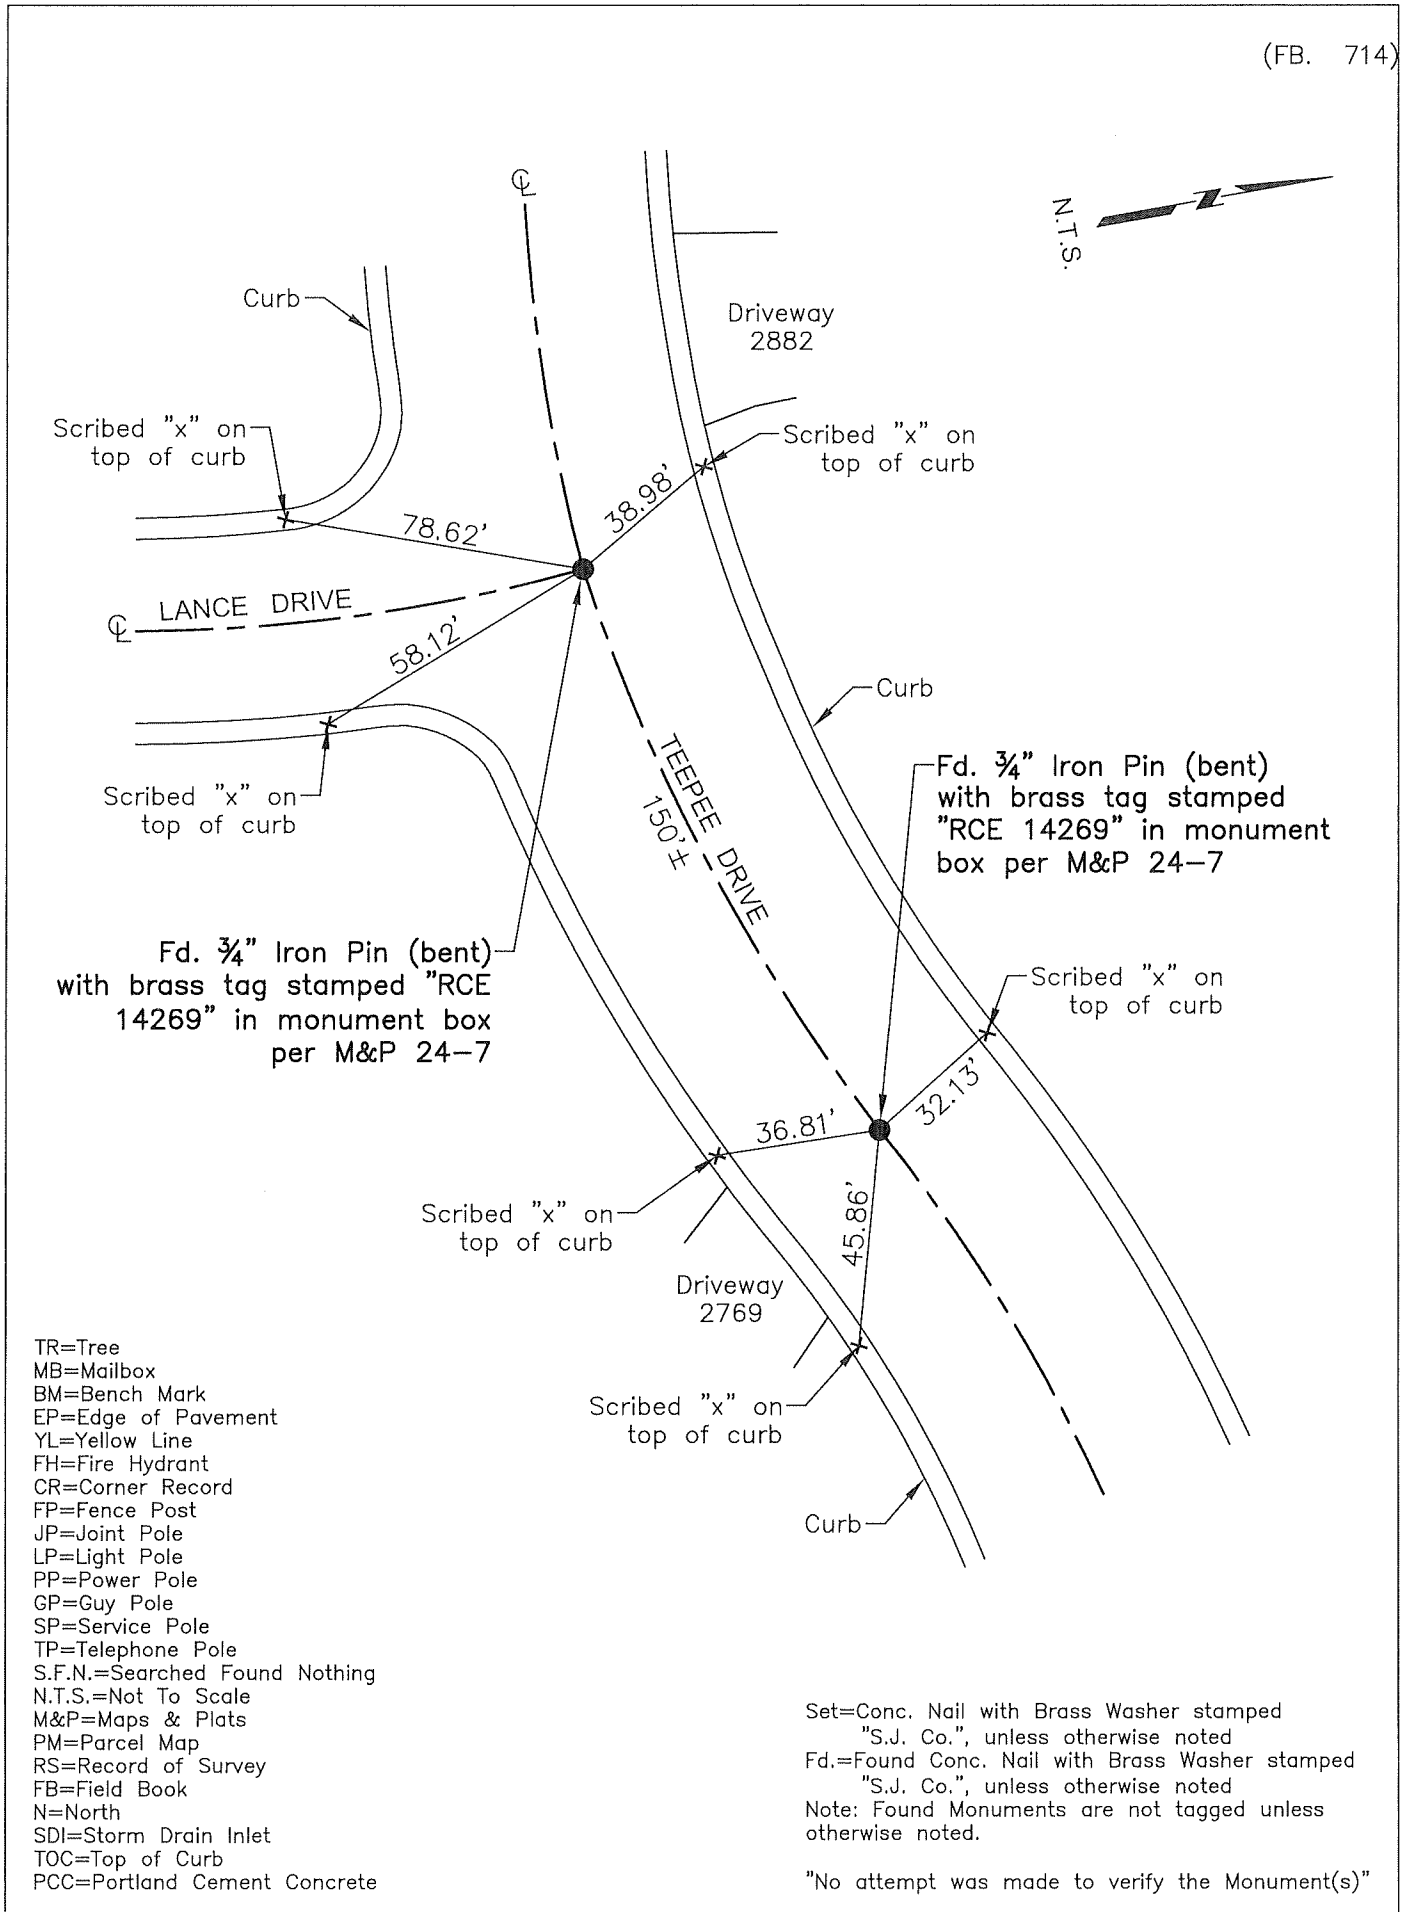 (FB. 714)
℄
N.T.S.
N
Curb
Driveway
2882
Scribed "x" on
top of curb
Scribed "x" on
top of curb
38.98'
78.62'
℄ LANCE DRIVE
58.12'
Curb
Scribed "x" on
top of curb
TEEPEE DRIVE
150'±
Fd. ¾" Iron Pin (bent)
with brass tag stamped
"RCE 14269" in monument
box per M&P 24-7
Fd. ¾" Iron Pin (bent)
with brass tag stamped "RCE
14269" in monument box
per M&P 24-7
Scribed "x" on
top of curb
32.13'
36.81'
45.86'
Scribed "x" on
top of curb
Driveway
2769
Scribed "x" on
top of curb
Curb
TR=Tree
MB=Mailbox
BM=Bench Mark
EP=Edge of Pavement
YL=Yellow Line
FH=Fire Hydrant
CR=Corner Record
FP=Fence Post
JP=Joint Pole
LP=Light Pole
PP=Power Pole
GP=Guy Pole
SP=Service Pole
TP=Telephone Pole
S.F.N.=Searched Found Nothing
N.T.S.=Not To Scale
M&P=Maps & Plats
PM=Parcel Map
RS=Record of Survey
FB=Field Book
N=North
SDI=Storm Drain Inlet
TOC=Top of Curb
PCC=Portland Cement Concrete
Set=Conc. Nail with Brass Washer stamped
"S.J. Co.", unless otherwise noted
Fd.=Found Conc. Nail with Brass Washer stamped
"S.J. Co.", unless otherwise noted
Note: Found Monuments are not tagged unless
otherwise noted.
"No attempt was made to verify the Monument(s)"